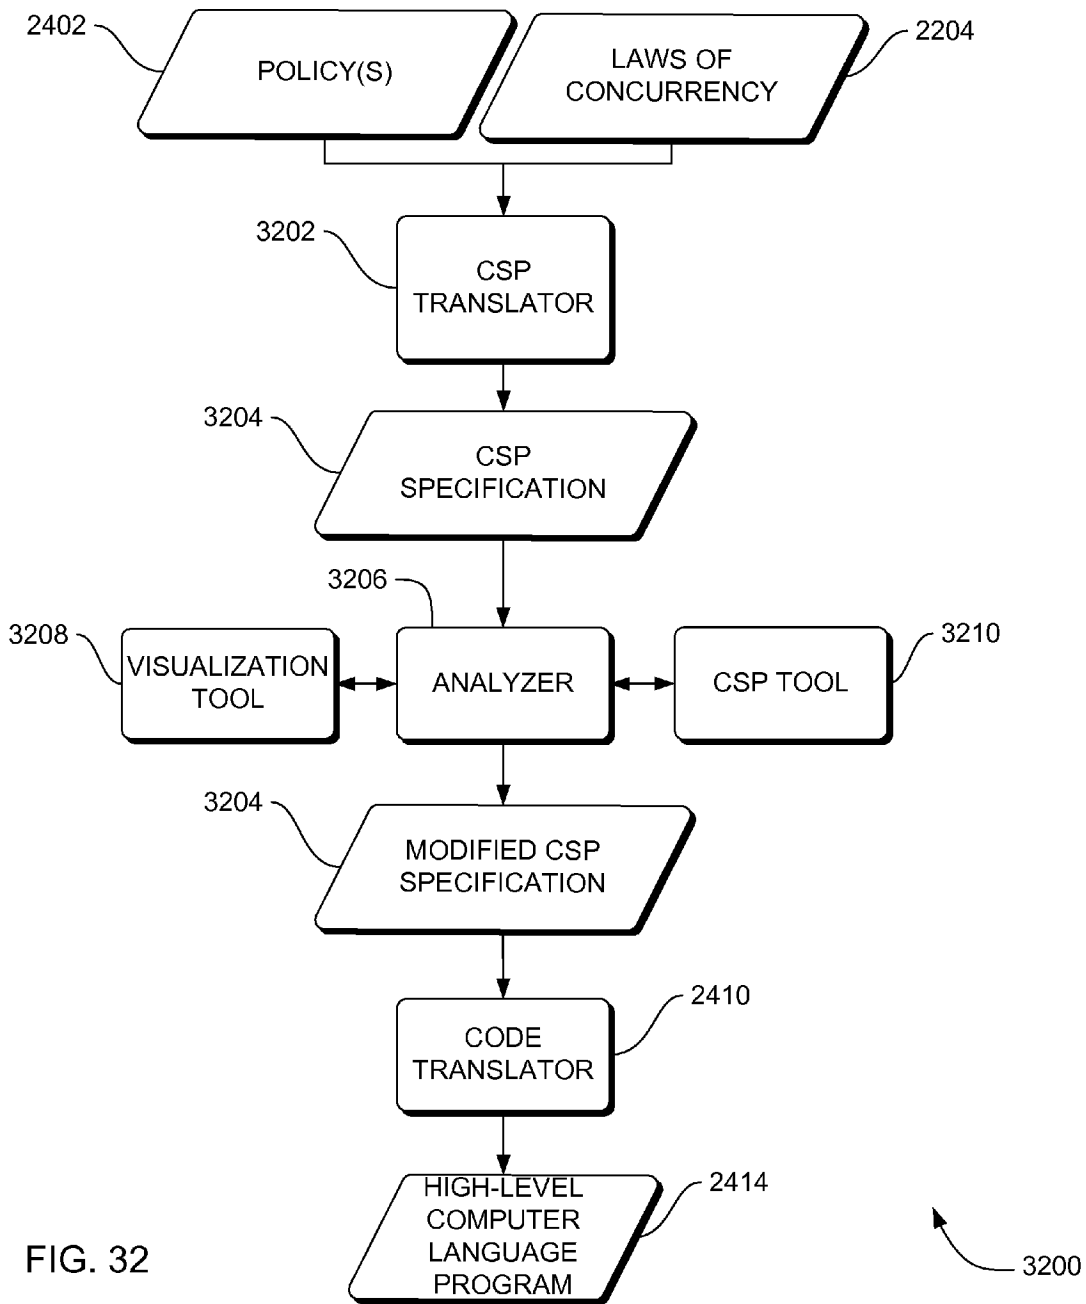 2402
POLICY(S)
LAWS OF
CONCURRENCY
2204
3202
CSP
TRANSLATOR
3204
CSP
SPECIFICATION
3206
3208
VISUALIZATION
TOOL
ANALYZER
CSP TOOL
3210
3204
MODIFIED CSP
SPECIFICATION
CODE
TRANSLATOR
2410
HIGH-LEVEL
COMPUTER
LANGUAGE
PROGRAM
2414
FIG. 32
3200